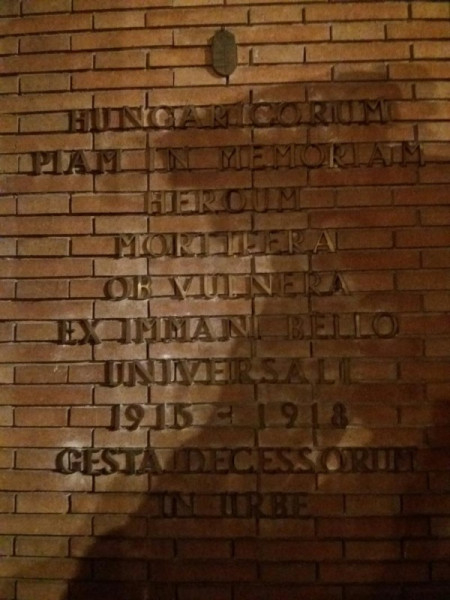 HUNGARICORUM
PIAM IN MEMORIAM
HEROUM
MORTIFERA
OB VULNERA
EX IMMANI BELLO
UNIVERSALI
1915 - 1918
GESTA DECESSORUM
IN URBE